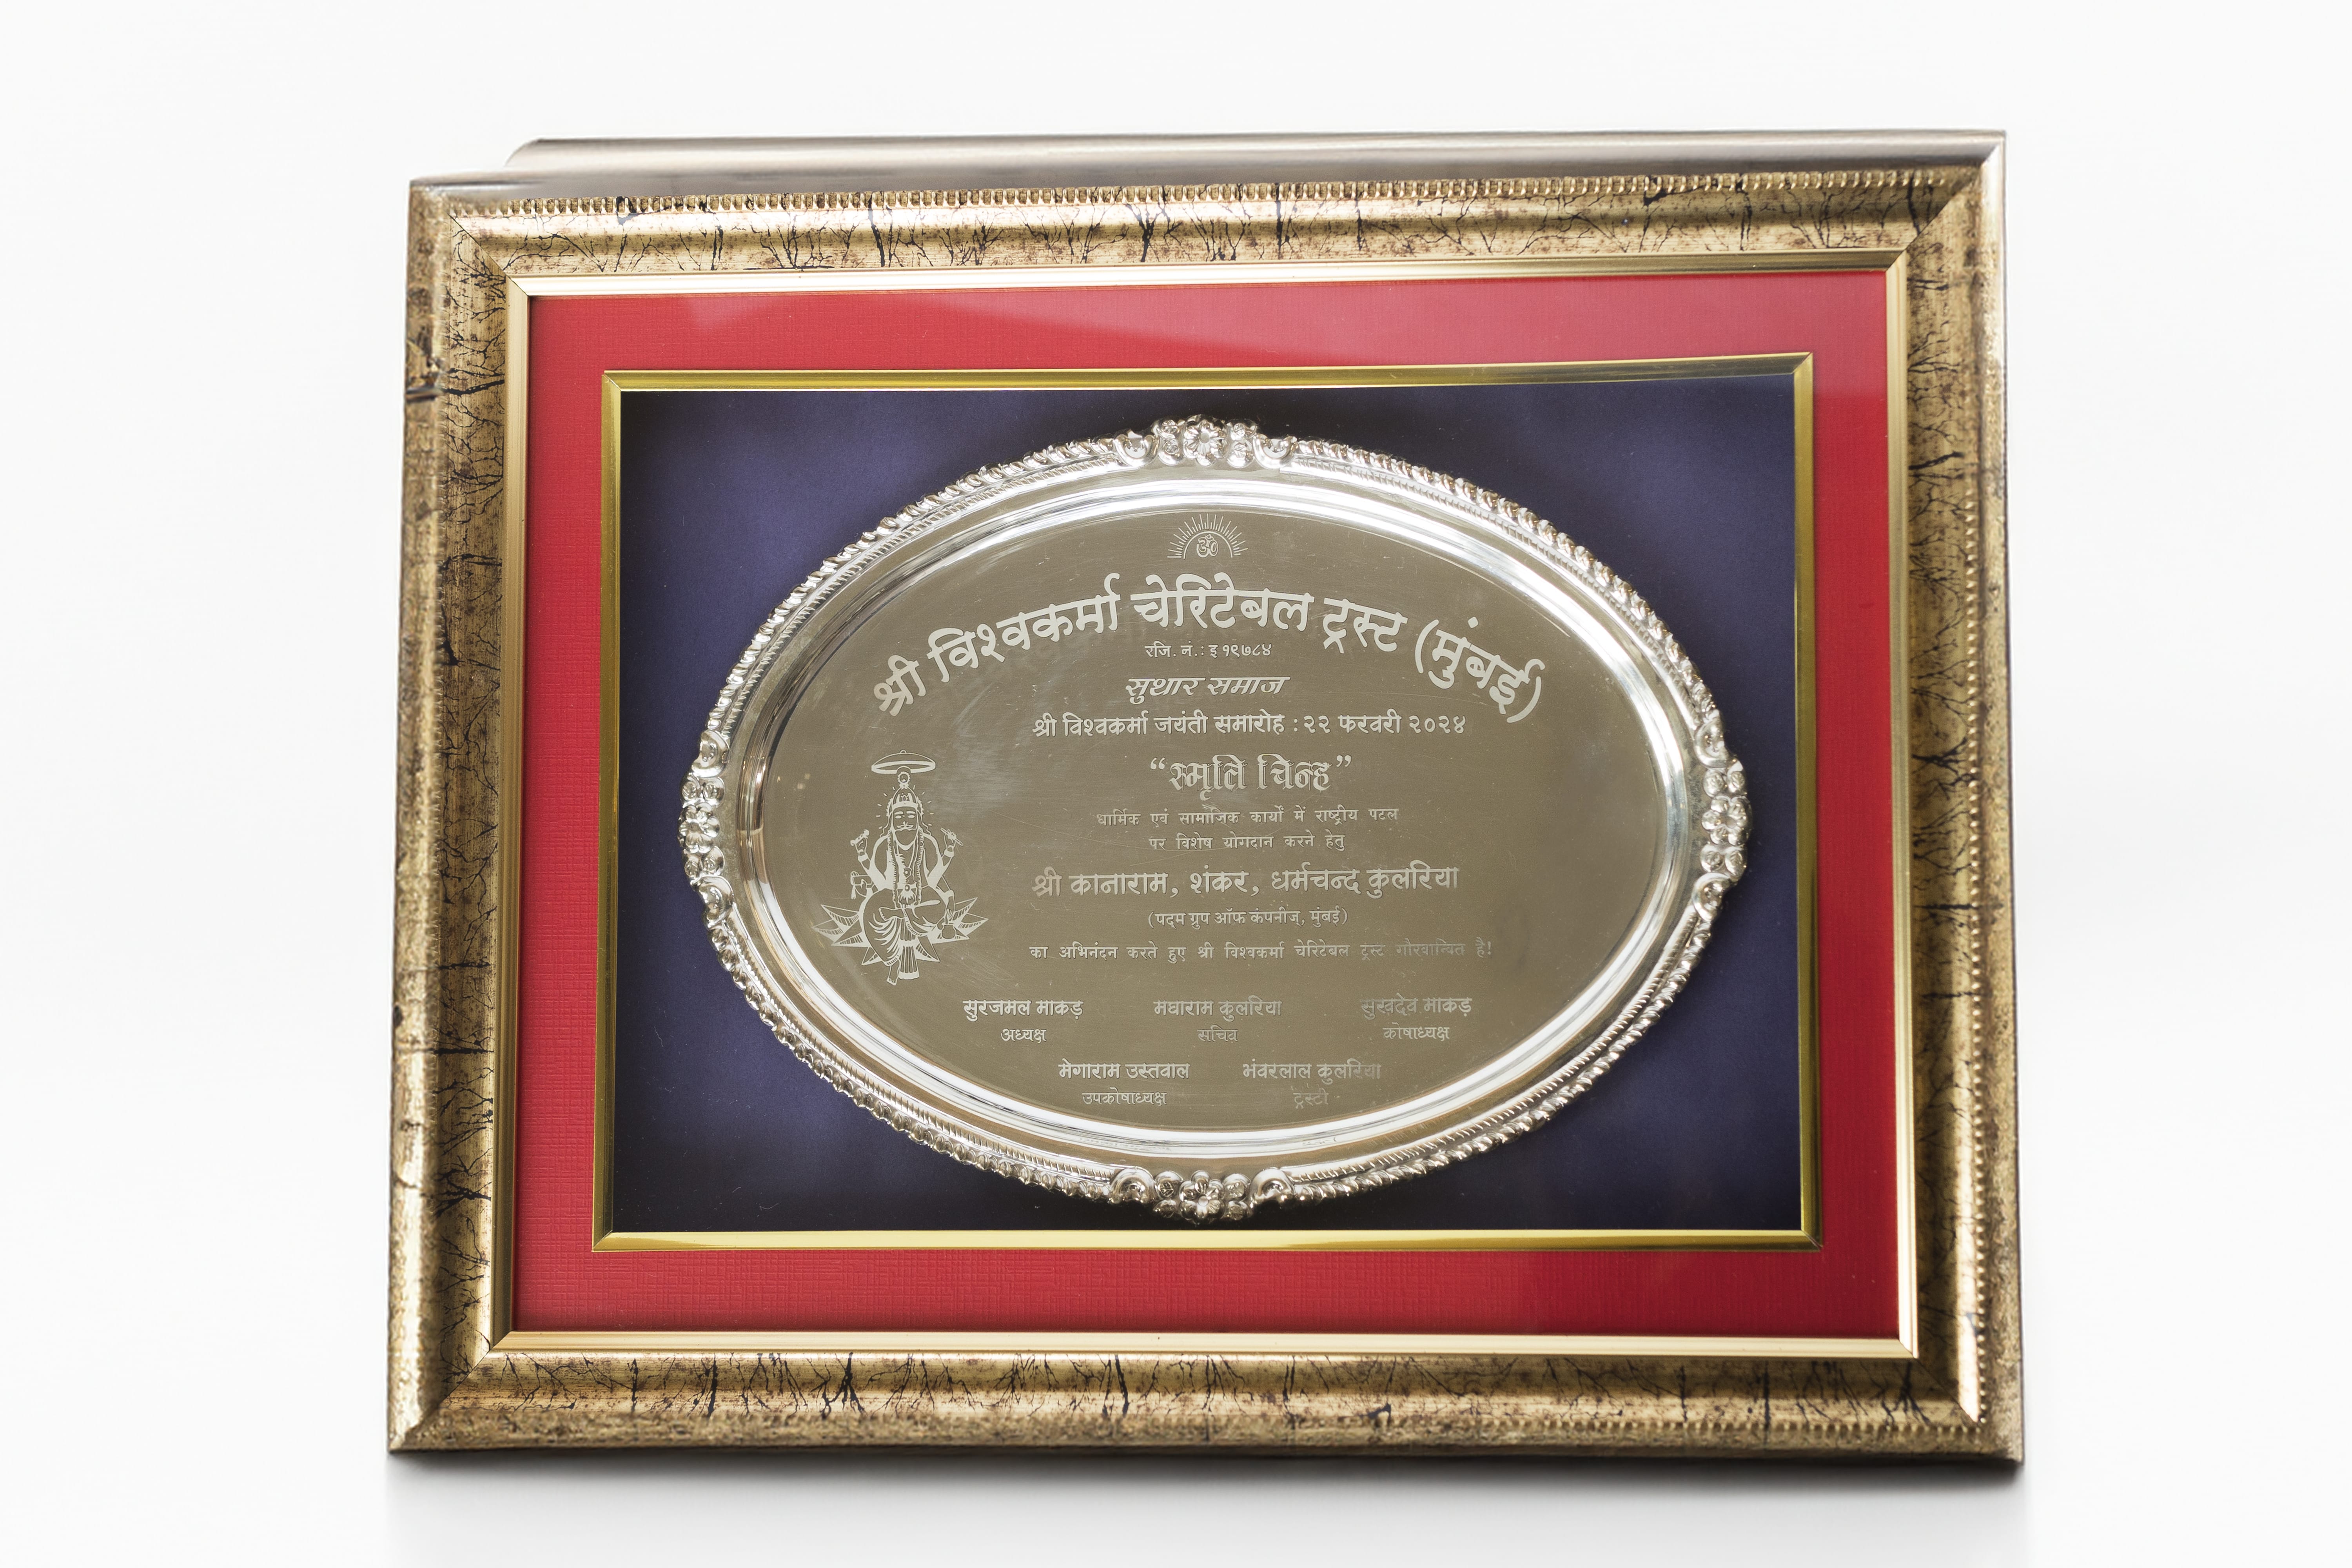 ॐ
श्री विश्वकर्मा चेरिटेबल ट्रस्ट (मुंबई)
रजि. नं. : इ १९७८४
सुथार समाज
श्री विश्वकर्मा जयंती समारोह : २२ फरवरी २०२४
“स्मृति चिन्ह”
धार्मिक एवं सामाजिक कार्यों में राष्ट्रीय पटल
पर विशेष योगदान करने हेतु
श्री कानाराम, शंकर, धर्मचन्द कुलरिया
(पदम ग्रुप ऑफ कंपनीज्, मुंबई)
का अभिनंदन करते हुए श्री विश्वकर्मा चेरिटेबल ट्रस्ट गौरवान्वित है!
सुरजमल माकड़ मघाराम कुलरिया सुखदेव माकड़
अध्यक्ष सचिव कोषाध्यक्ष
मेगाराम उस्तवाल भंवरलाल कुलरिया
उपकोषाध्यक्ष ट्रस्टी